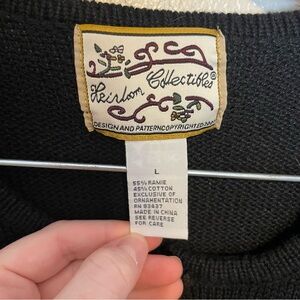 Heirloom Collectibles®
DESIGN AND PATTERN COPYRIGHTED
L
55% RAMIE
45% COTTON
EXCLUSIVE OF
ORNAMENTATION
RN 83837
MADE IN CHINA
SEE REVERSE
FOR CARE